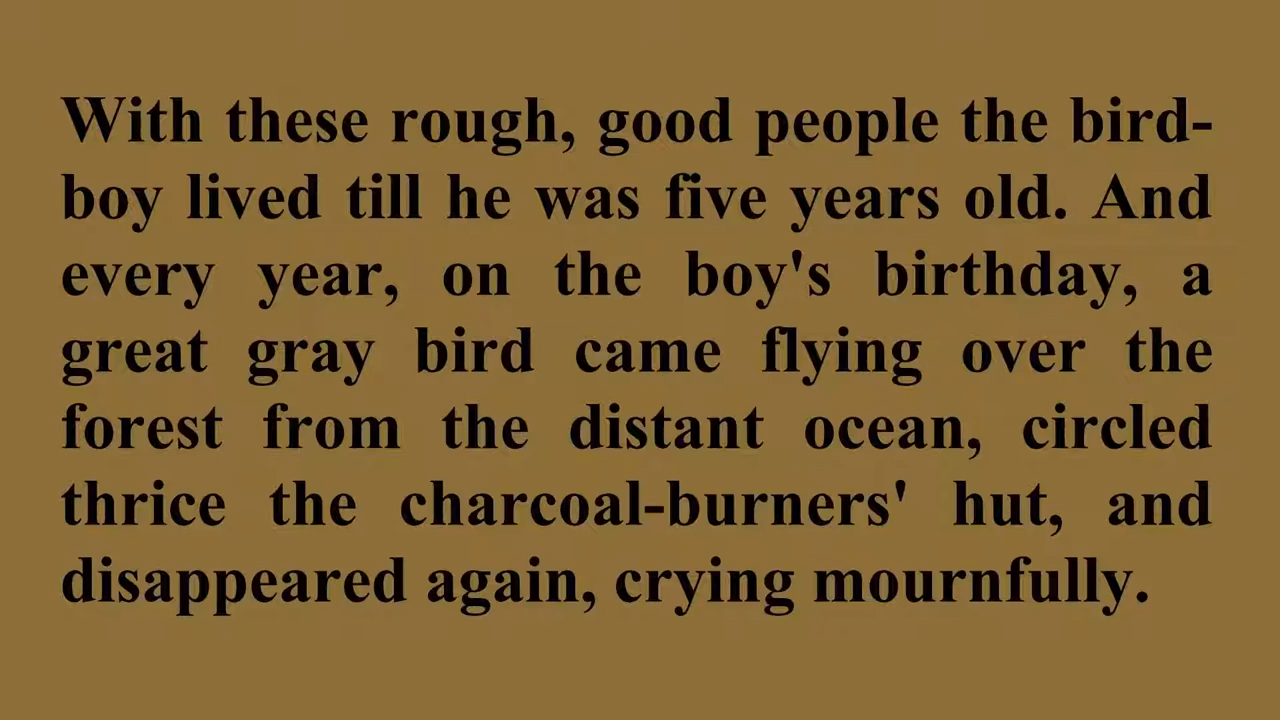 With these rough, good people the bird-
boy lived till he was five years old. And
every year, on the boy's birthday, a
great gray bird came flying over the
forest from the distant ocean, circled
thrice the charcoal-burners' hut, and
disappeared again, crying mournfully.